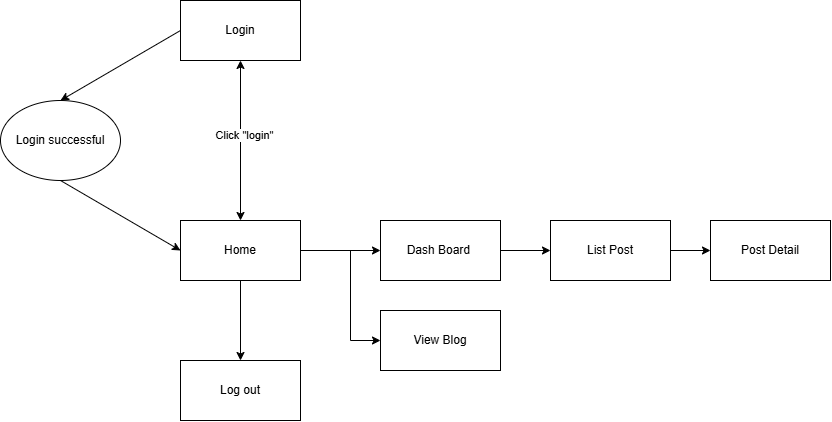 Login
Login successful
Click "login"
Home
Dash Board
List Post
Post Detail
View Blog
Log out